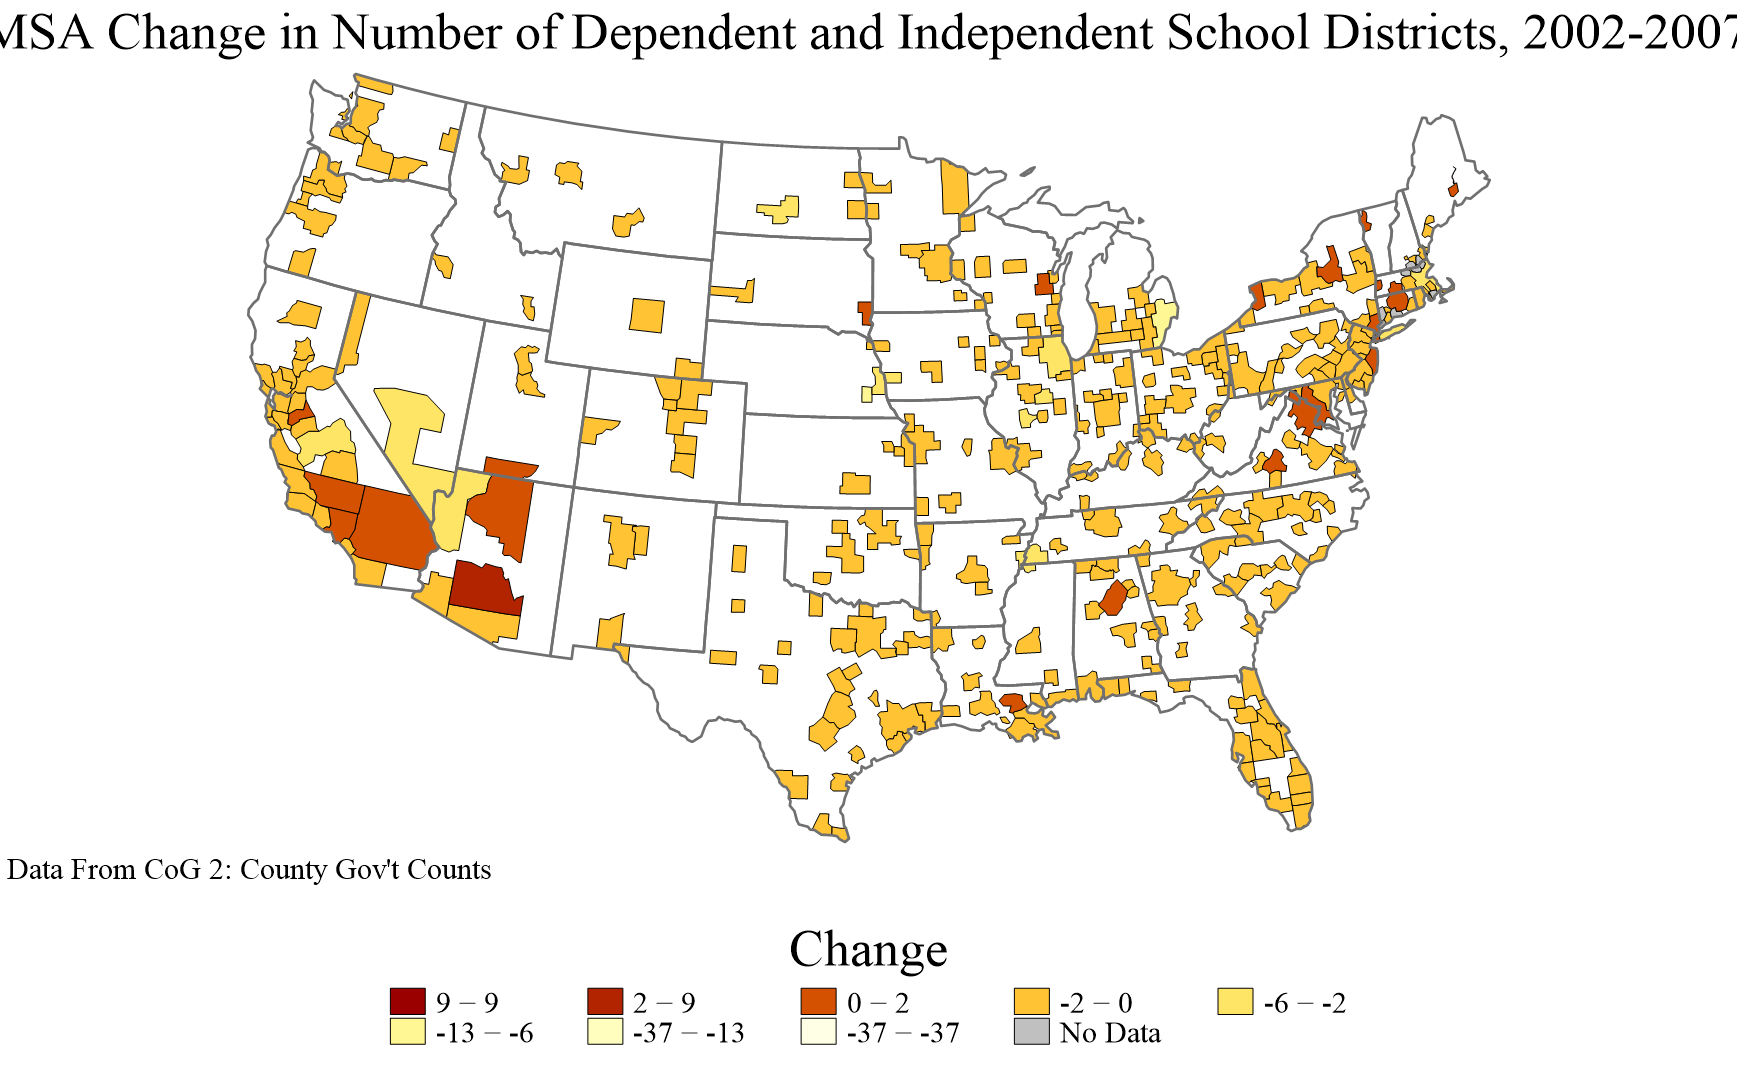 MSA Change in Number of Dependent and Independent School Districts, 2002-2007
Data From CoG 2: County Gov't Counts
Change
9 – 9
2 – 9
0 – 2
-2 – 0
-6 – -2
-13 – -6
-37 – -13
-37 – -37
No Data